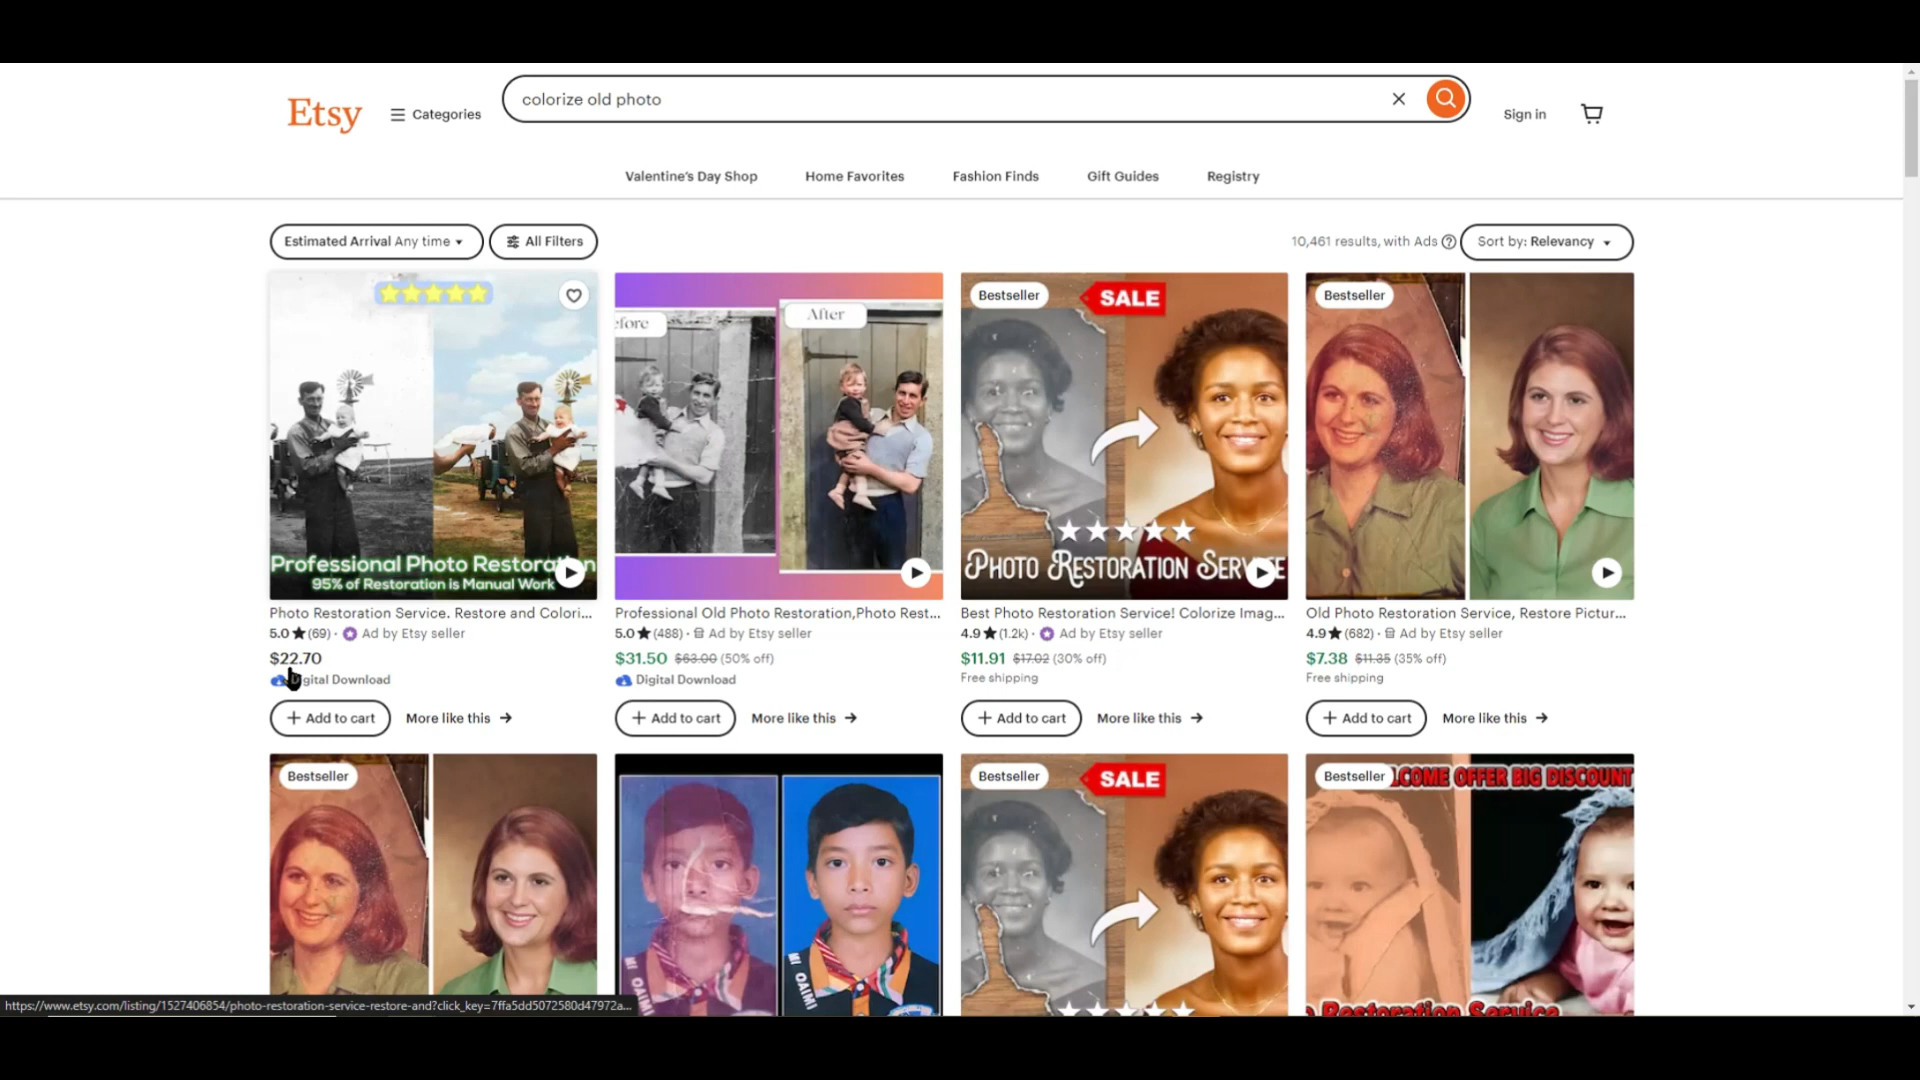 Etsy
Categories
colorize old photo
Sign in
Valentine's Day Shop
Home Favorites
Fashion Finds
Gift Guides
Registry
Estimated Arrival Any time
All Filters
10,461 results, with Ads
Sort by: Relevancy
Professional Photo Restora
95% of Restoration is Manual Work
efore
After
Bestseller
SALE
PHOTO RESTORATION SERV E
Bestseller
Photo Restoration Service. Restore and Colori...
5.0 ★ (69) · Ad by Etsy seller
$22.70
gital Download
+ Add to cart
More like this →
Professional Old Photo Restoration,Photo Rest...
5.0 ★ (488) · Ad by Etsy seller
$31.50 $63.00 (50% off)
Digital Download
+ Add to cart
More like this →
Best Photo Restoration Service! Colorize Imag...
4.9 ★ (1.2k) · Ad by Etsy seller
$11.91 $17.02 (30% off)
Free shipping
+ Add to cart
More like this →
Old Photo Restoration Service, Restore Pictur...
4.9 ★ (682) · Ad by Etsy seller
$7.38 $11.35 (35% off)
Free shipping
+ Add to cart
More like this →
Bestseller
MI OAIMI
Bestseller
SALE
Bestseller
LCOME OFFER BIG DISCOUNT
Restoration Service
https://www.etsy.com/listing/1527406854/photo-restoration-service-restore-and?click_key=7ffa5dd5072580d47972a...